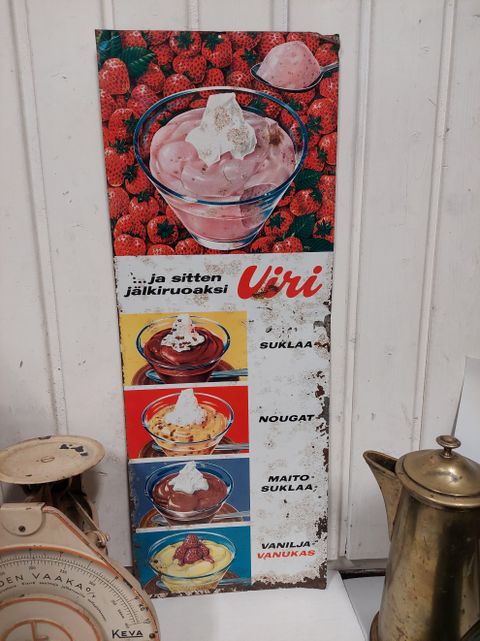 ...ja sitten
jälkiruoaksi
Viri
SUKLAA-
NOUGAT-
MAITO-
SUKLAA-
VANILJA-
VANUKAS
DEN VAAKA
KEVA